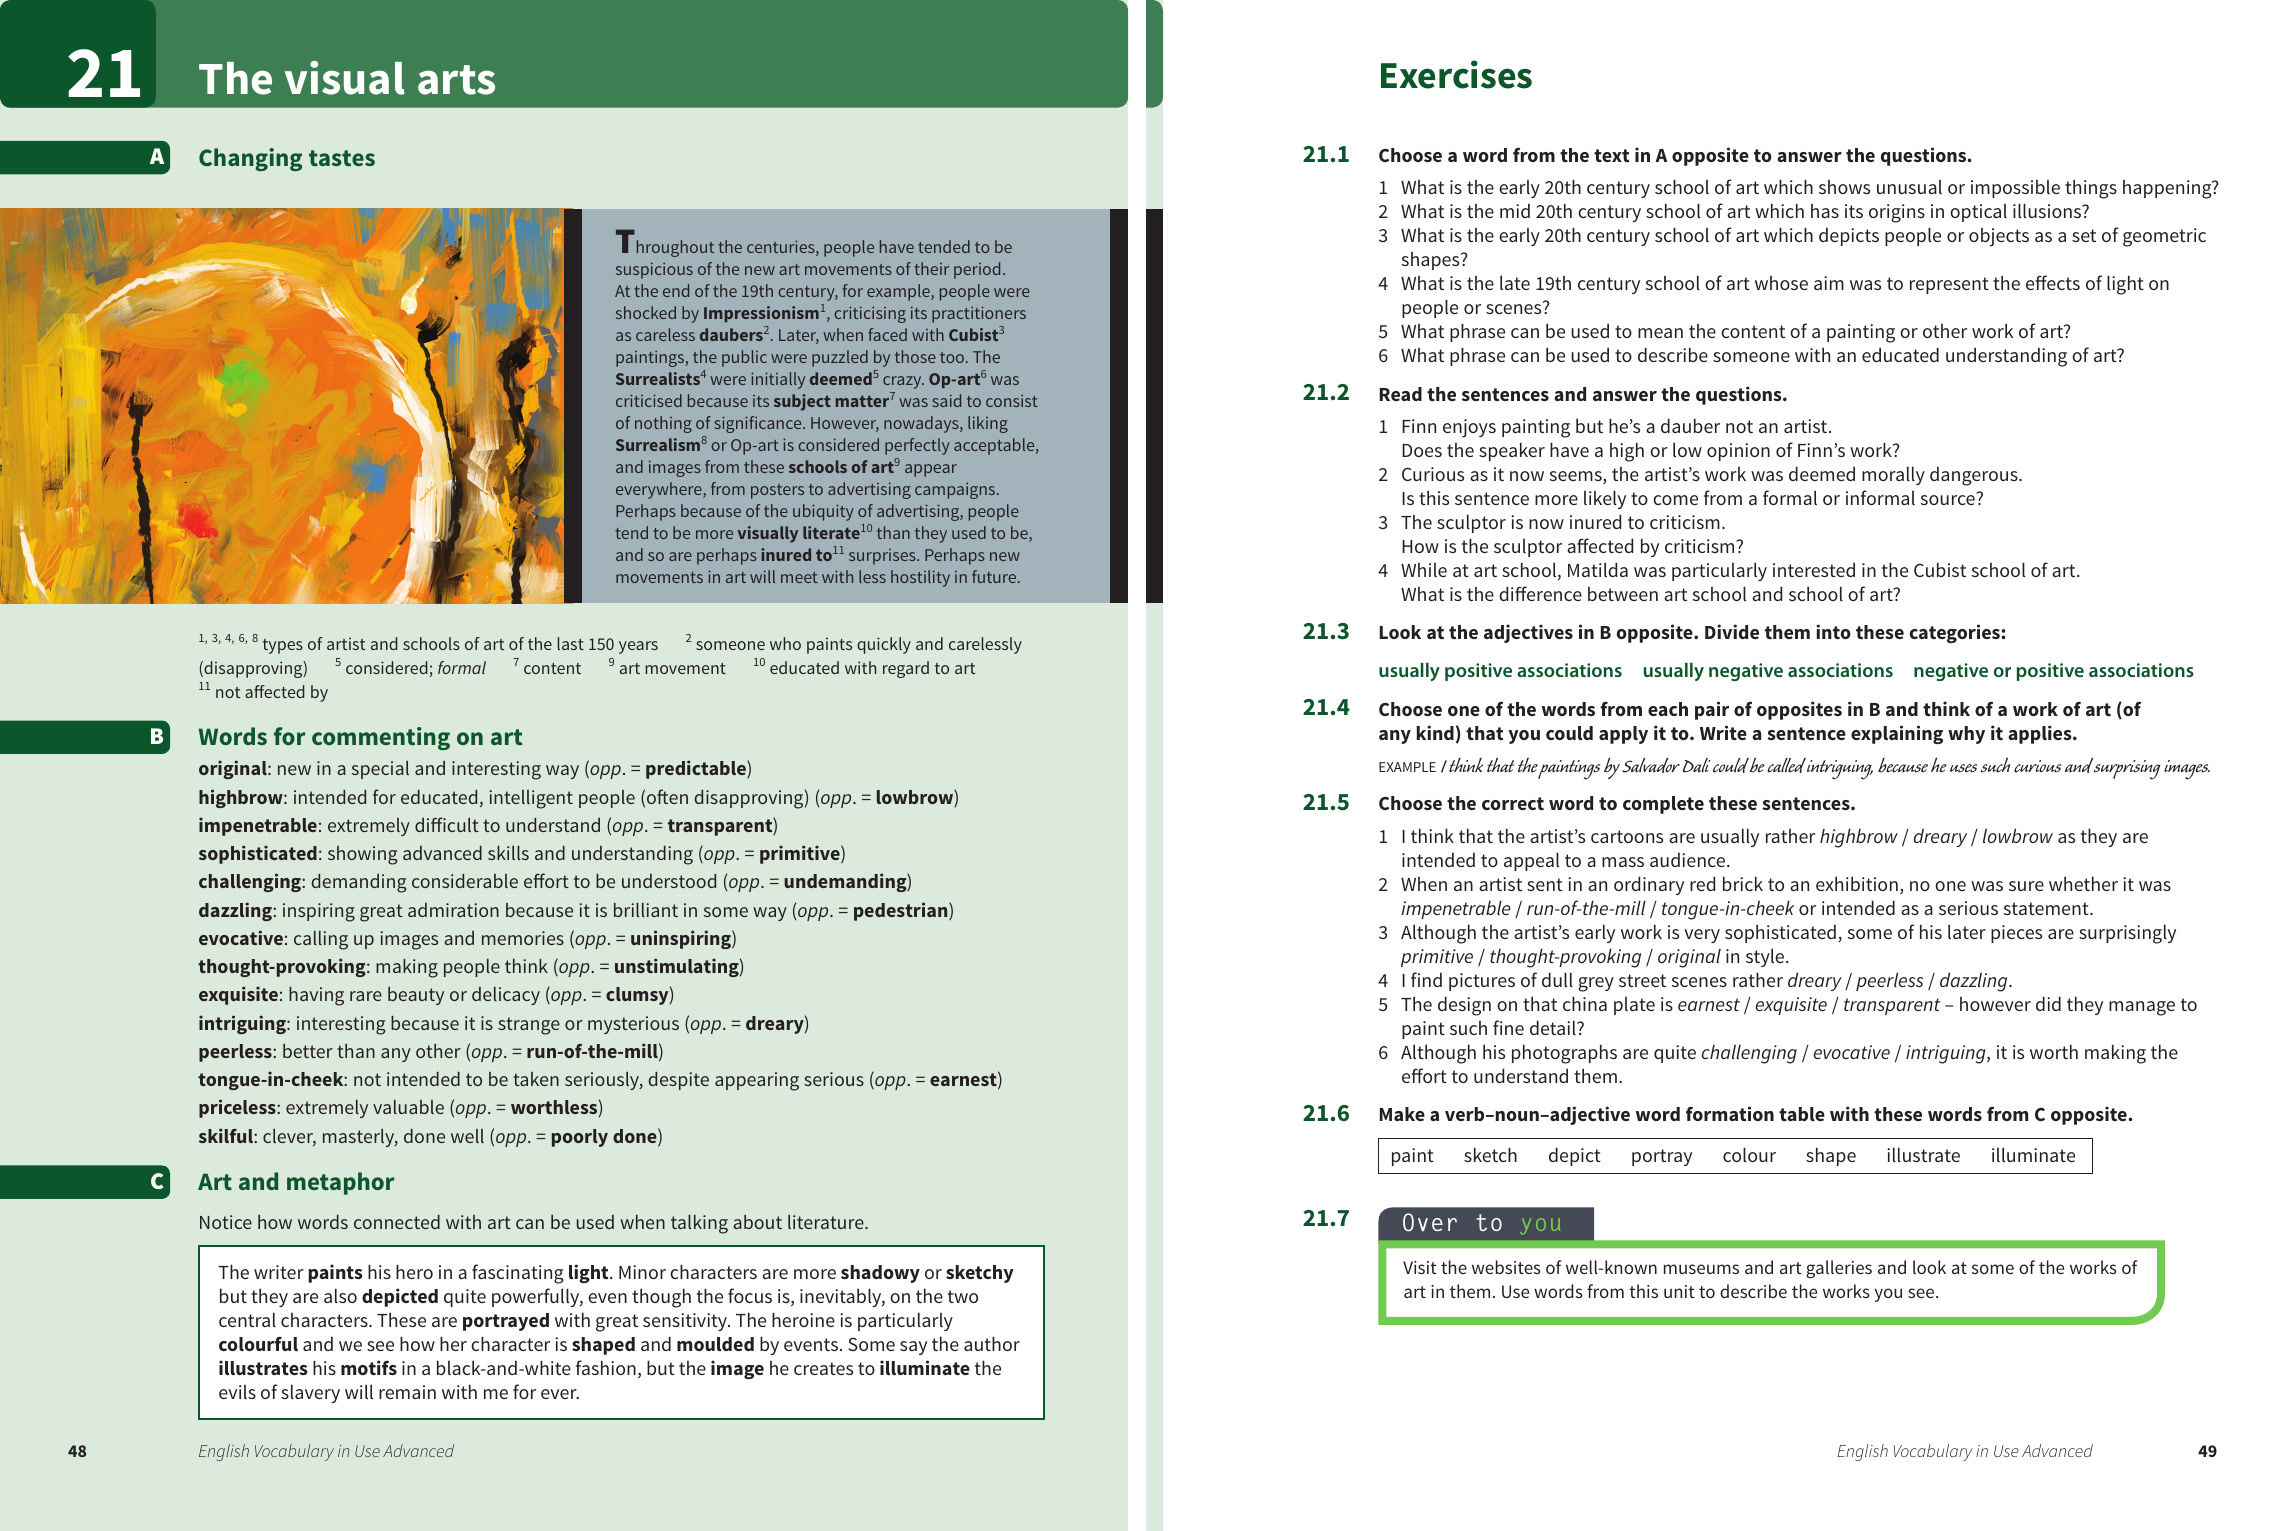 21
The visual arts
A
Changing tastes
Throughout the centuries, people have tended to be
suspicious of the new art movements of their period.
At the end of the 19th century, for example, people were
shocked by Impressionism1, criticising its practitioners
as careless daubers2. Later, when faced with Cubist3
paintings, the public were puzzled by those too. The
Surrealists4 were initially deemed5 crazy. Op-art6 was
criticised because its subject matter7 was said to consist
of nothing of significance. However, nowadays, liking
Surrealism8 or Op-art is considered perfectly acceptable,
and images from these schools of art9 appear
everywhere, from posters to advertising campaigns.
Perhaps because of the ubiquity of advertising, people
tend to be more visually literate10 than they used to be,
and so are perhaps inured to11 surprises. Perhaps new
movements in art will meet with less hostility in future.
1, 3, 4, 6, 8 types of artist and schools of art of the last 150 years 2 someone who paints quickly and carelessly
(disapproving) 5 considered; formal 7 content 9 art movement 10 educated with regard to art
11 not affected by
B
Words for commenting on art
original: new in a special and interesting way (opp. = predictable)
highbrow: intended for educated, intelligent people (often disapproving) (opp. = lowbrow)
impenetrable: extremely difficult to understand (opp. = transparent)
sophisticated: showing advanced skills and understanding (opp. = primitive)
challenging: demanding considerable effort to be understood (opp. = undemanding)
dazzling: inspiring great admiration because it is brilliant in some way (opp. = pedestrian)
evocative: calling up images and memories (opp. = uninspiring)
thought-provoking: making people think (opp. = unstimulating)
exquisite: having rare beauty or delicacy (opp. = clumsy)
intriguing: interesting because it is strange or mysterious (opp. = dreary)
peerless: better than any other (opp. = run-of-the-mill)
tongue-in-cheek: not intended to be taken seriously, despite appearing serious (opp. = earnest)
priceless: extremely valuable (opp. = worthless)
skilful: clever, masterly, done well (opp. = poorly done)
C
Art and metaphor
Notice how words connected with art can be used when talking about literature.
The writer paints his hero in a fascinating light. Minor characters are more shadowy or sketchy
but they are also depicted quite powerfully, even though the focus is, inevitably, on the two
central characters. These are portrayed with great sensitivity. The heroine is particularly
colourful and we see how her character is shaped and moulded by events. Some say the author
illustrates his motifs in a black-and-white fashion, but the image he creates to illuminate the
evils of slavery will remain with me for ever.
48
English Vocabulary in Use Advanced
Exercises
21.1 Choose a word from the text in A opposite to answer the questions.
1 What is the early 20th century school of art which shows unusual or impossible things happening?
2 What is the mid 20th century school of art which has its origins in optical illusions?
3 What is the early 20th century school of art which depicts people or objects as a set of geometric
shapes?
4 What is the late 19th century school of art whose aim was to represent the effects of light on
people or scenes?
5 What phrase can be used to mean the content of a painting or other work of art?
6 What phrase can be used to describe someone with an educated understanding of art?
21.2 Read the sentences and answer the questions.
1 Finn enjoys painting but he's a dauber not an artist.
Does the speaker have a high or low opinion of Finn's work?
2 Curious as it now seems, the artist's work was deemed morally dangerous.
Is this sentence more likely to come from a formal or informal source?
3 The sculptor is now inured to criticism.
How is the sculptor affected by criticism?
4 While at art school, Matilda was particularly interested in the Cubist school of art.
What is the difference between art school and school of art?
21.3 Look at the adjectives in B opposite. Divide them into these categories:
usually positive associations usually negative associations negative or positive associations
21.4 Choose one of the words from each pair of opposites in B and think of a work of art (of
any kind) that you could apply it to. Write a sentence explaining why it applies.
EXAMPLE I think that the paintings by Salvador Dali could be called intriguing, because he uses such curious and surprising images.
21.5 Choose the correct word to complete these sentences.
1 I think that the artist's cartoons are usually rather highbrow / dreary / lowbrow as they are
intended to appeal to a mass audience.
2 When an artist sent in an ordinary red brick to an exhibition, no one was sure whether it was
impenetrable / run-of-the-mill / tongue-in-cheek or intended as a serious statement.
3 Although the artist's early work is very sophisticated, some of his later pieces are surprisingly
primitive / thought-provoking / original in style.
4 I find pictures of dull grey street scenes rather dreary / peerless / dazzling.
5 The design on that china plate is earnest / exquisite / transparent – however did they manage to
paint such fine detail?
6 Although his photographs are quite challenging / evocative / intriguing, it is worth making the
effort to understand them.
21.6 Make a verb–noun–adjective word formation table with these words from C opposite.
paint sketch depict portray colour shape illustrate illuminate
21.7 Over to you
Visit the websites of well-known museums and art galleries and look at some of the works of
art in them. Use words from this unit to describe the works you see.
English Vocabulary in Use Advanced
49